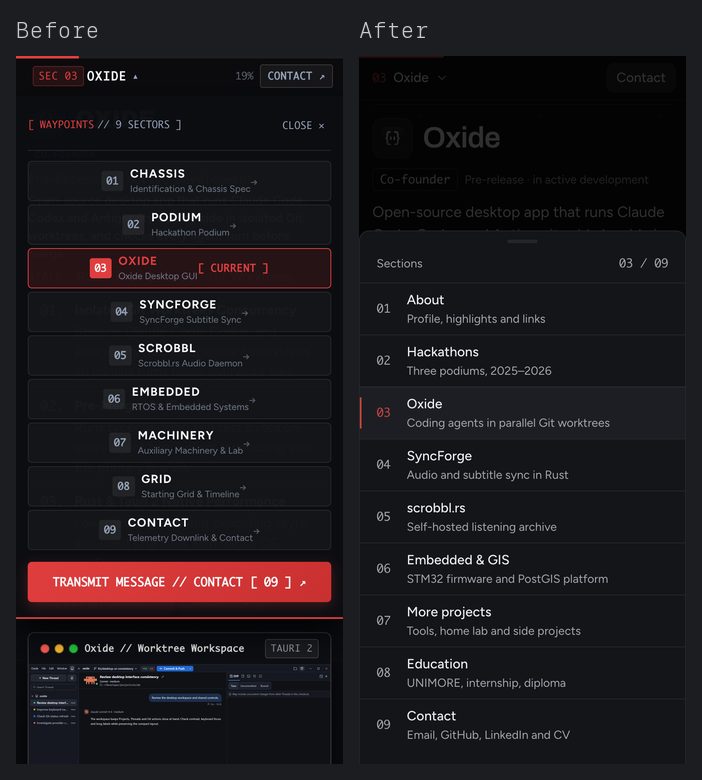 Before
SEC 03 OXIDE ▴ 19% CONTACT ↗
[ WAYPOINTS // 9 SECTORS ] CLOSE ×
01 CHASSIS
Identification & Chassis Spec →
02 PODIUM
Hackathon Podium →
03 OXIDE
Oxide Desktop GUI [ CURRENT ]
04 SYNCFORGE
SyncForge Subtitle Sync →
05 SCROBBL
Scrobbl.rs Audio Daemon →
06 EMBEDDED
RTOS & Embedded Systems →
07 MACHINERY
Auxiliary Machinery & Lab →
08 GRID
Starting Grid & Timeline →
09 CONTACT
Telemetry Downlink & Contact →
TRANSMIT MESSAGE // CONTACT [ 09 ] ↗
Oxide // Worktree Workspace TAURI 2
After
03 Oxide Contact
Oxide
Co-founder Pre-release · in active development
Open-source desktop app that runs Claude
Sections 03 / 09
01 About
Profile, highlights and links
02 Hackathons
Three podiums, 2025–2026
03 Oxide
Coding agents in parallel Git worktrees
04 SyncForge
Audio and subtitle sync in Rust
05 scrobbl.rs
Self-hosted listening archive
06 Embedded & GIS
STM32 firmware and PostGIS platform
07 More projects
Tools, home lab and side projects
08 Education
UNIMORE, internship, diploma
09 Contact
Email, GitHub, LinkedIn and CV